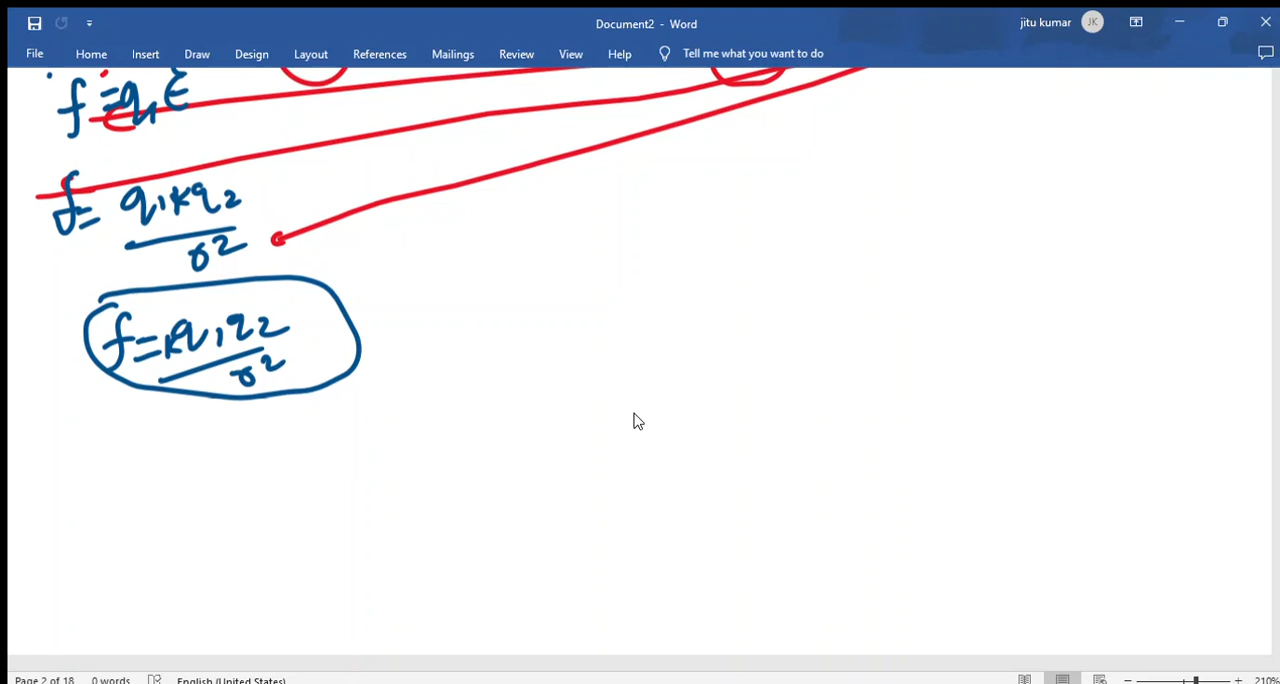 Document2 - Word
jitu kumar
JK
File Home Insert Draw Design Layout References Mailings Review View Help Tell me what you want to do
f = q₁E
f = q₁kq₂
r²
f = kq₁q₂
r²
Page 2 of 18 0 words English (United States) 210%